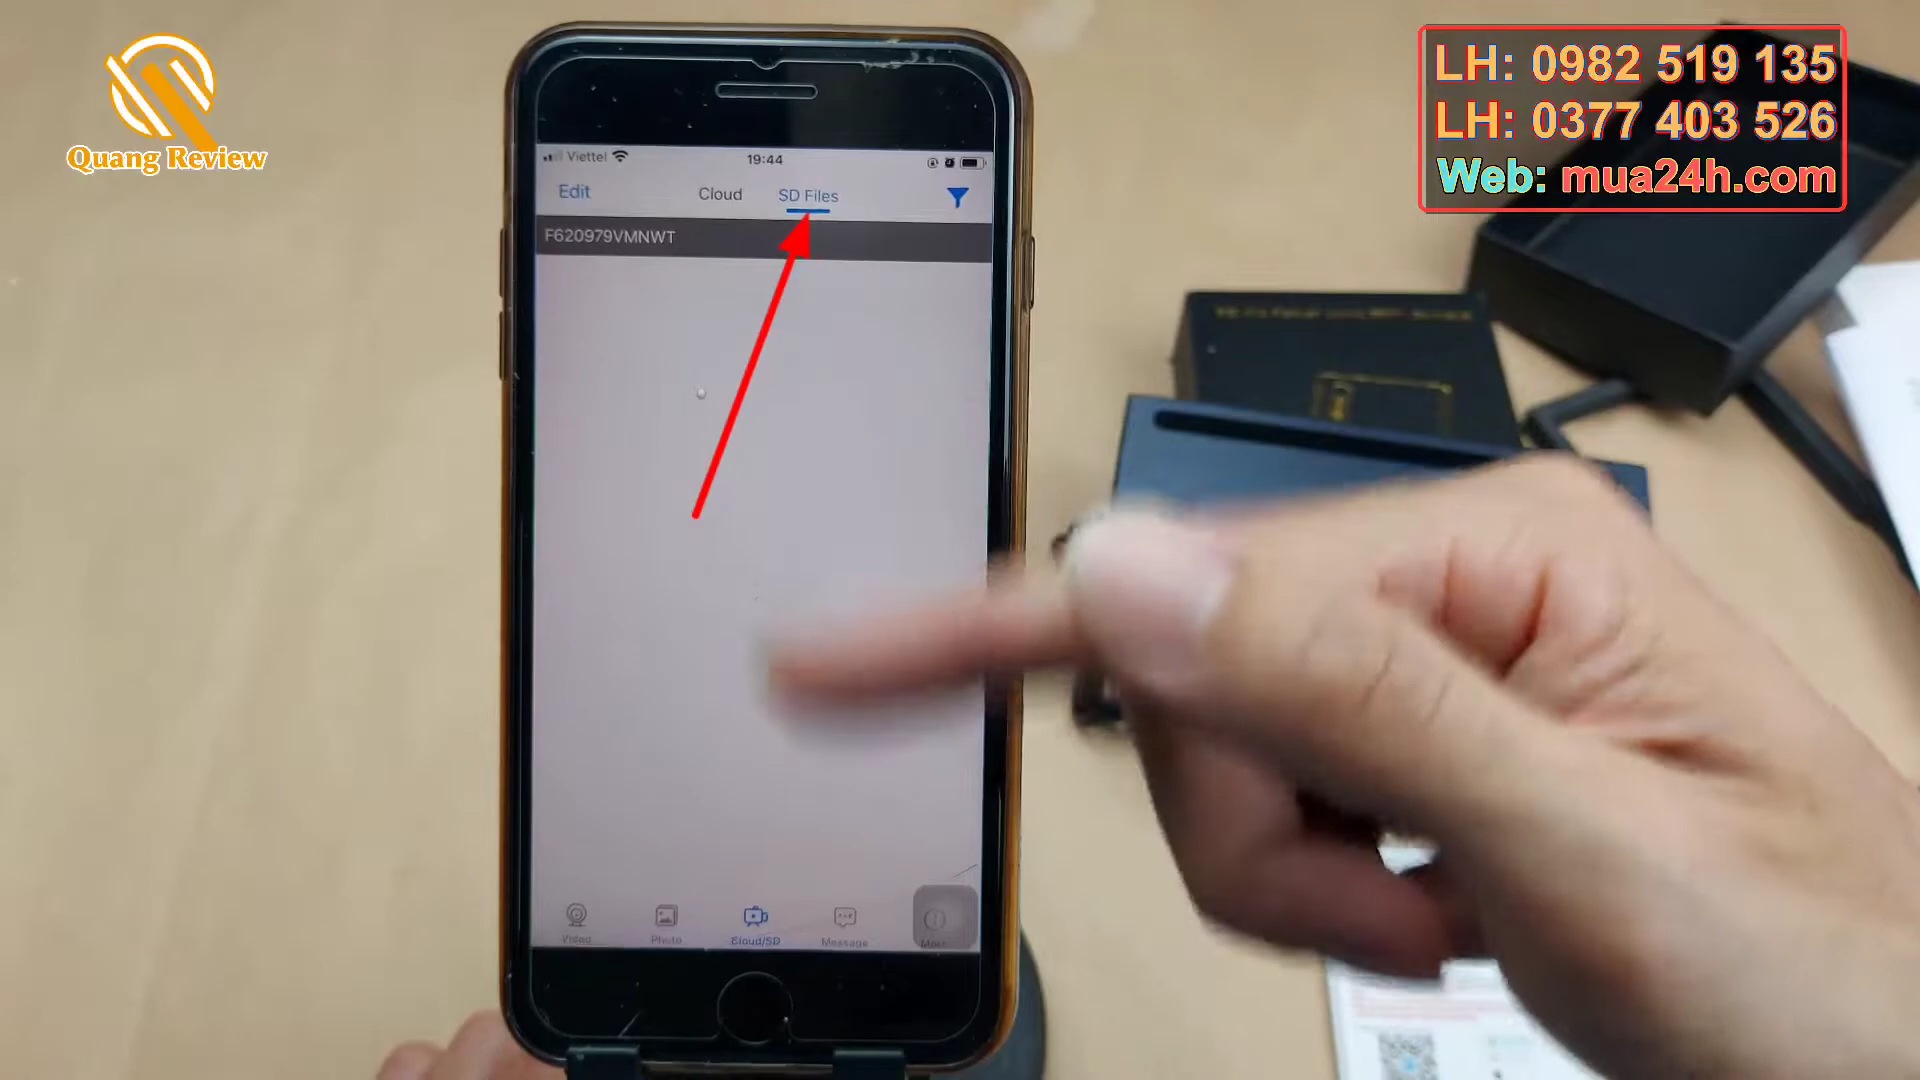 Quang Review
LH: 0982 519 135
LH: 0377 403 526
Web: mua24h.com
Viettel
19:44
Edit
Cloud
SD Files
F620979VMNWT
Video
Photo
Cloud/SD
Message
More